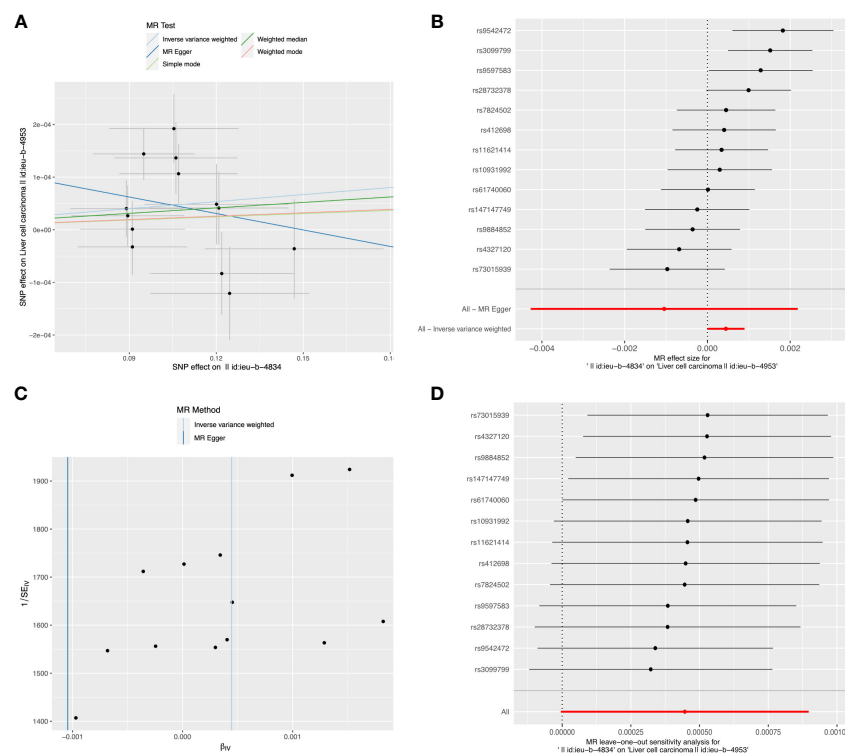 A
MR Test
Inverse variance weighted
Weighted median
MR Egger
Weighted mode
Simple mode
2e−04
1e−04
0e+00
−1e−04
−2e−04
SNP effect on Liver cell carcinoma || id:ieu−b−4953
0.09
0.12
0.15
SNP effect on || id:ieu−b−4834
B
rs9542472
rs3099799
rs9597583
rs28732378
rs7824502
rs412698
rs11621414
rs10931992
rs61740060
rs147147749
rs9884852
rs4327120
rs73015939
All − MR Egger
All − Inverse variance weighted
−0.004
−0.002
0.000
0.002
MR effect size for
' || id:ieu−b−4834' on 'Liver cell carcinoma || id:ieu−b−4953'
C
MR Method
Inverse variance weighted
MR Egger
1900
1800
1700
1600
1500
1400
1/SEIV
−0.001
0.000
0.001
βIV
D
rs73015939
rs4327120
rs9884852
rs147147749
rs61740060
rs10931992
rs11621414
rs412698
rs7824502
rs9597583
rs28732378
rs9542472
rs3099799
All
0.00000
0.00025
0.00050
0.00075
0.0010
MR leave−one−out sensitivity analysis for
' || id:ieu−b−4834' on 'Liver cell carcinoma || id:ieu−b−4953'